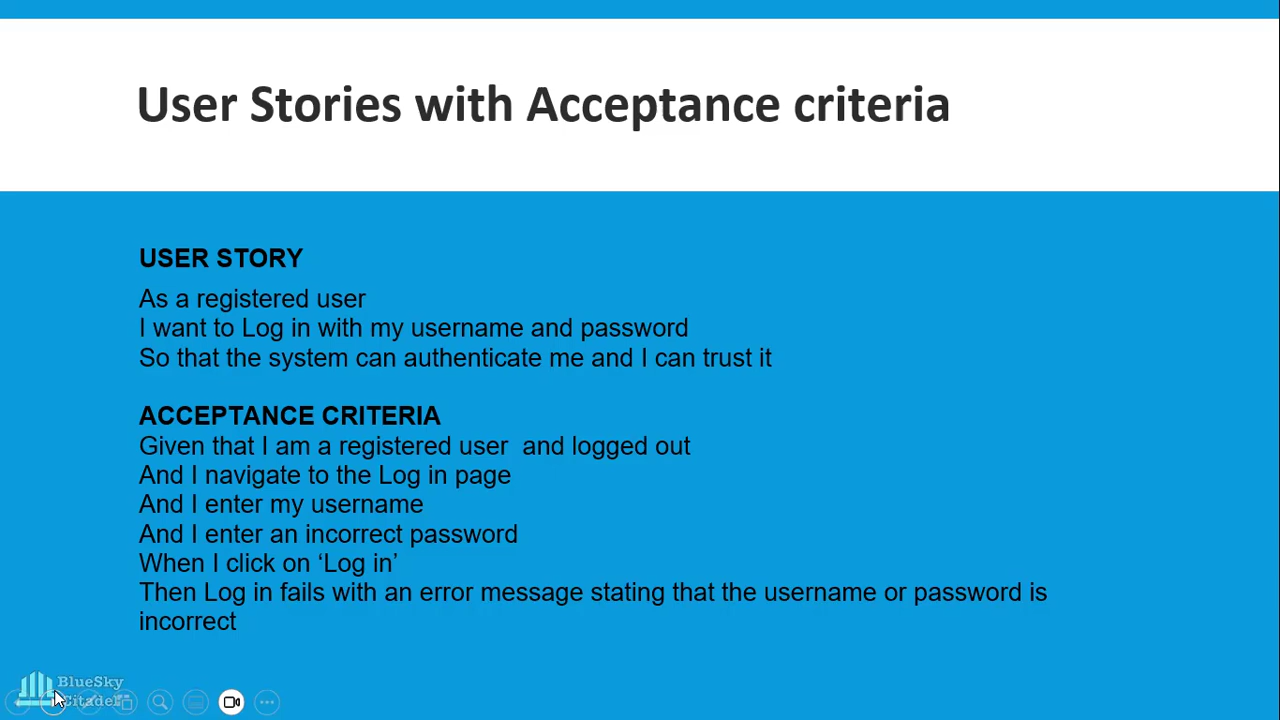 User Stories with Acceptance criteria
USER STORY
As a registered user
I want to Log in with my username and password
So that the system can authenticate me and I can trust it
ACCEPTANCE CRITERIA
Given that I am a registered user  and logged out
And I navigate to the Log in page
And I enter my username
And I enter an incorrect password
When I click on ‘Log in’
Then Log in fails with an error message stating that the username or password is
incorrect
BlueSky
Citadel